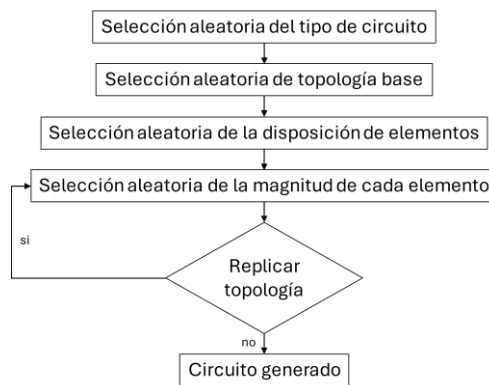 Selección aleatoria del tipo de circuito
Selección aleatoria de topología base
Selección aleatoria de la disposición de elementos
Selección aleatoria de la magnitud de cada elemento
si
Replicar
topología
no
Circuito generado